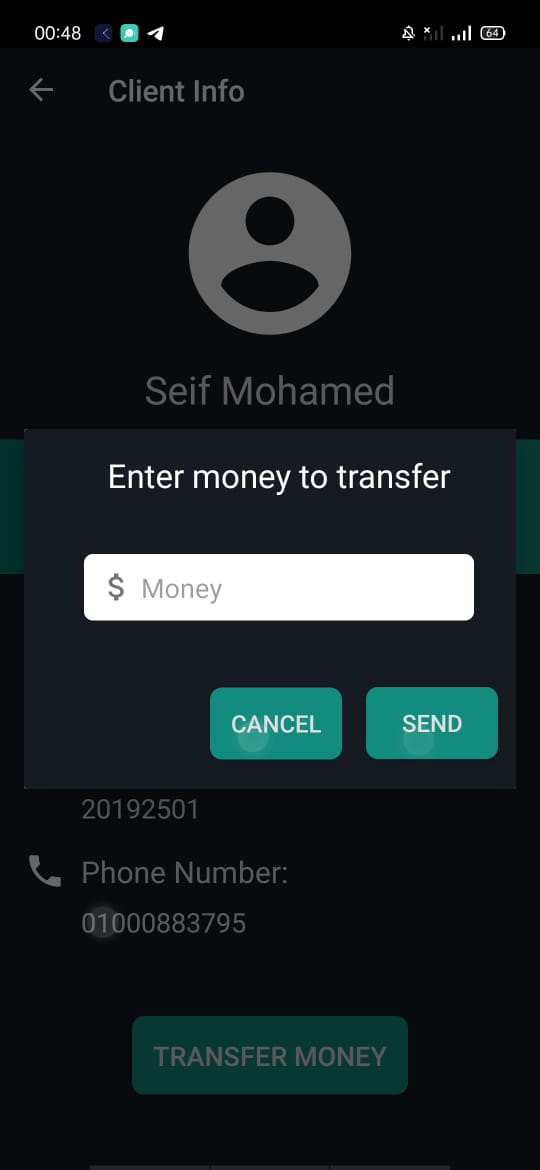 00:48
64
Client Info
Seif Mohamed
Enter money to transfer
$ Money
CANCEL
SEND
20192501
Phone Number:
01000883795
TRANSFER MONEY